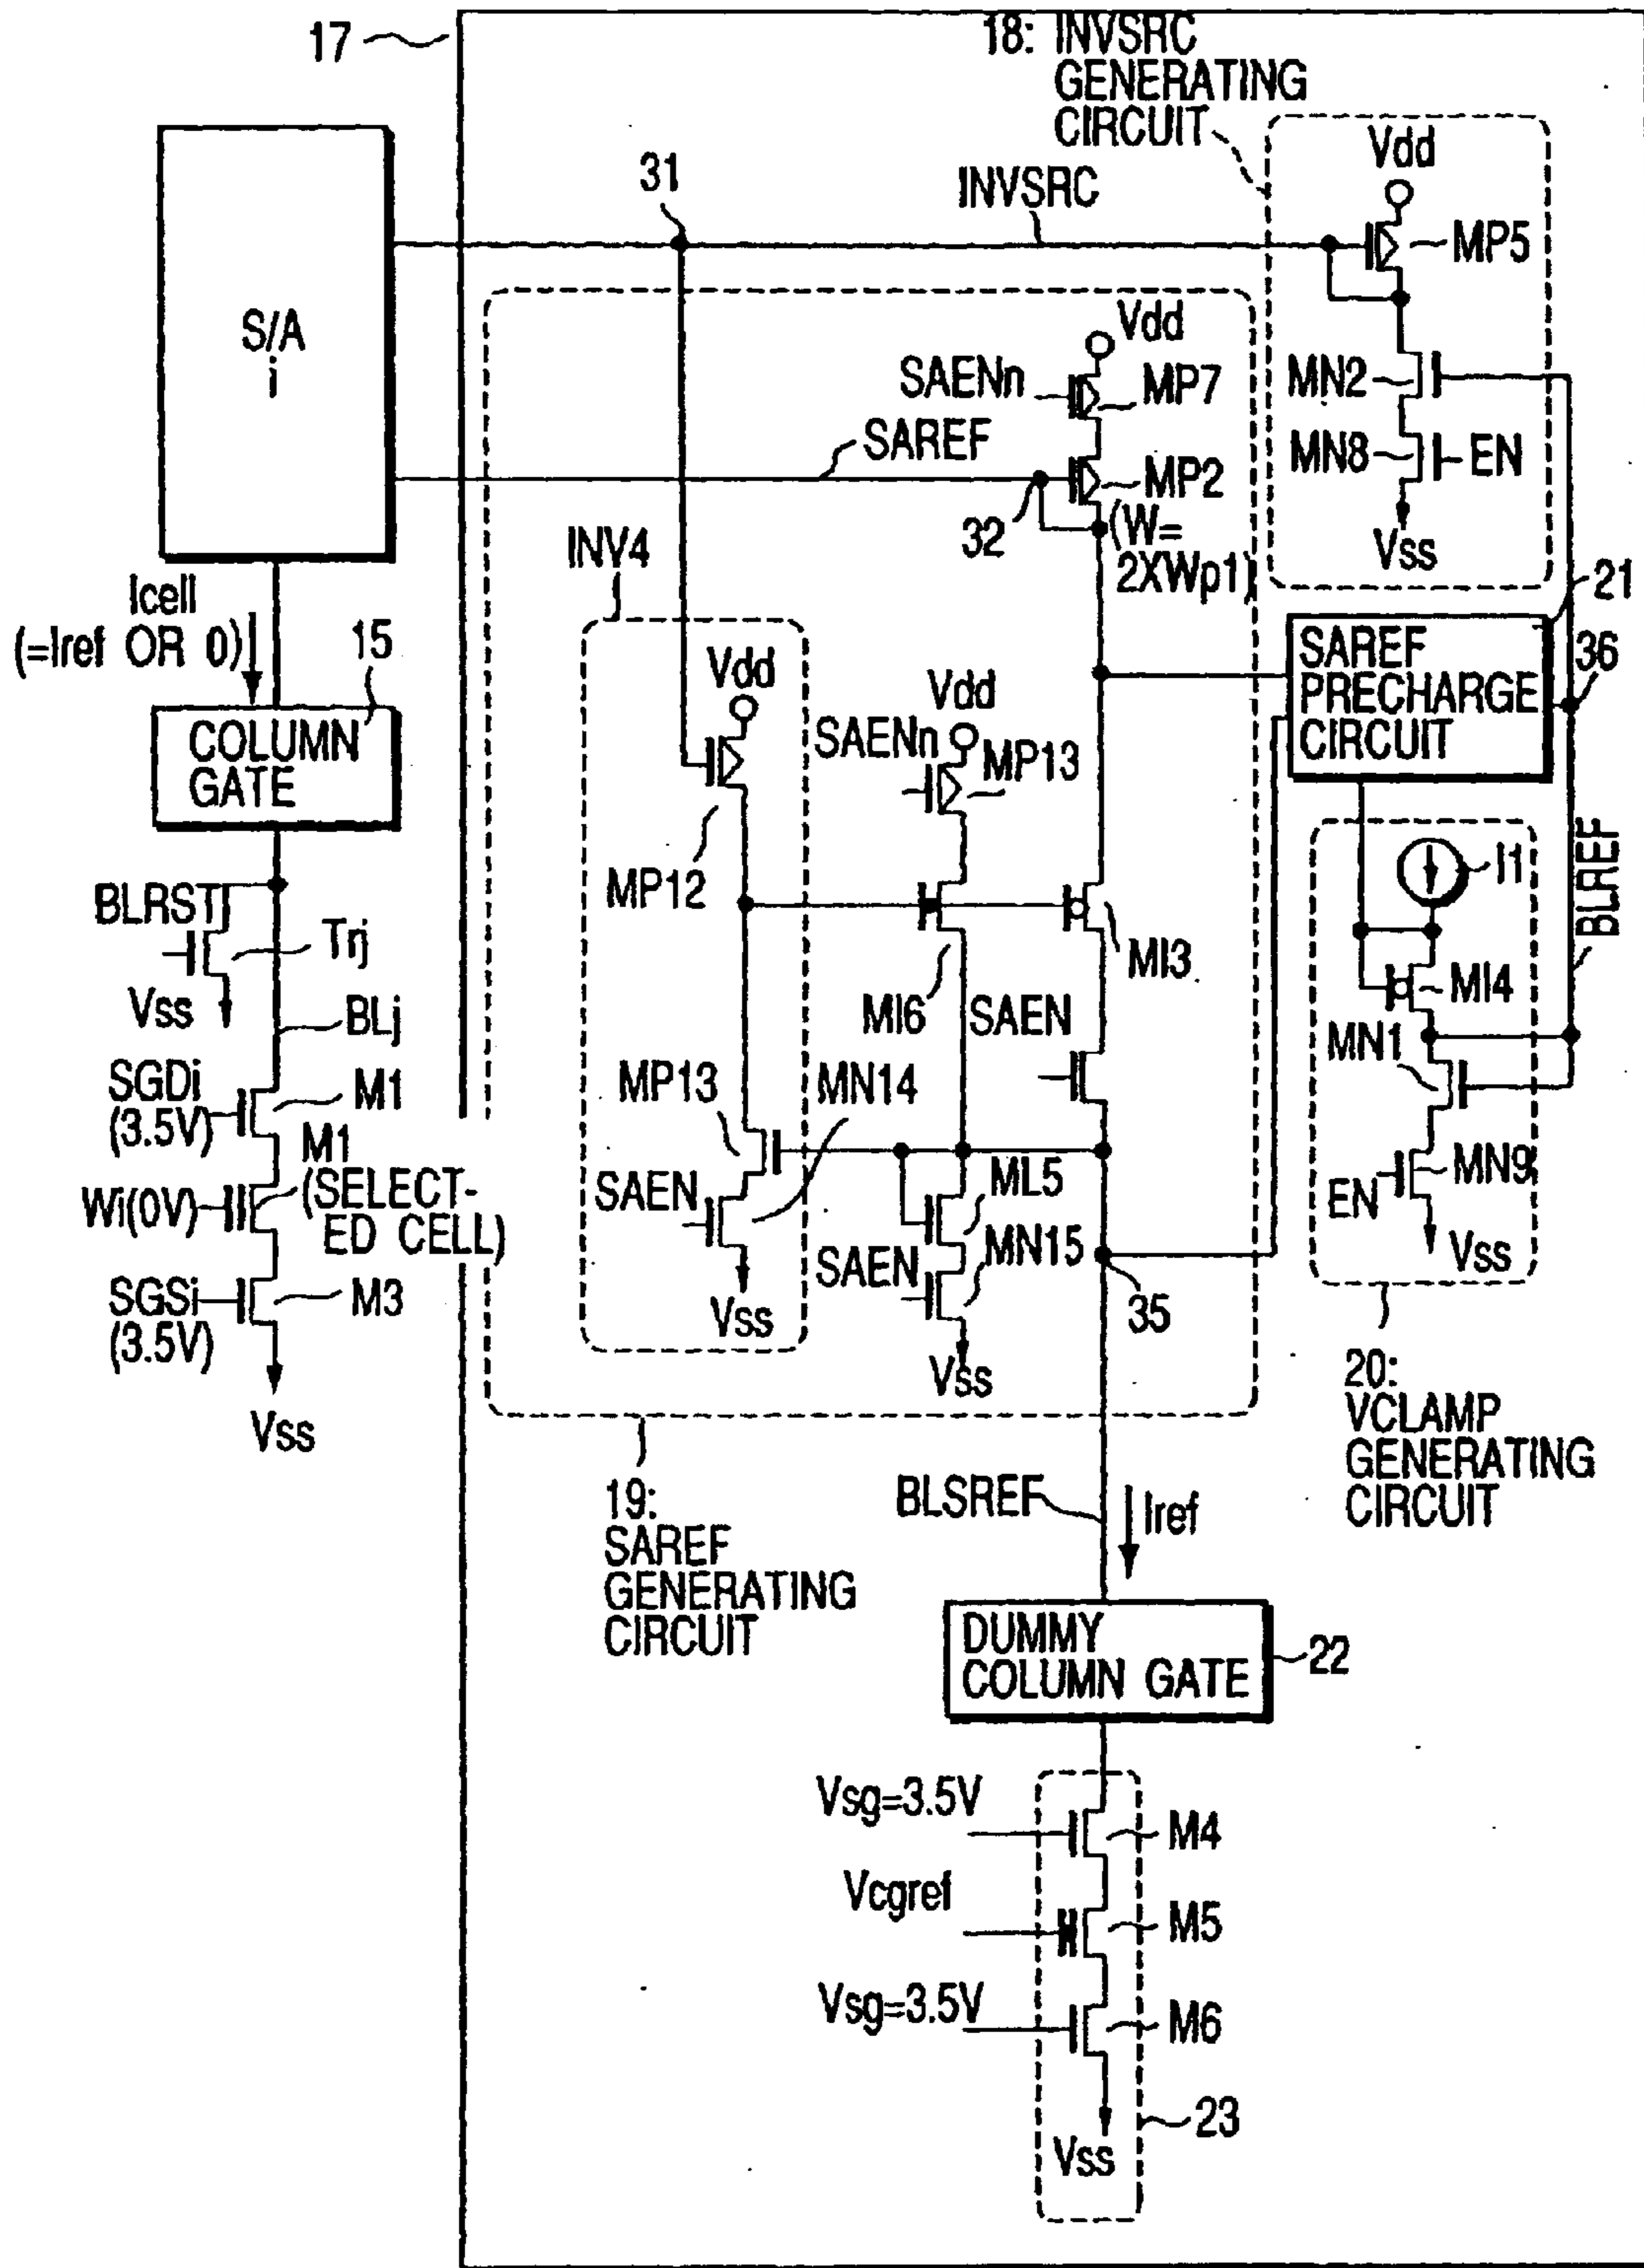 17
18: INVSRC
GENERATING
CIRCUIT
Vdd
MP5
31
INVSRC
S/A
i
Vdd
SAENn
MP7
MN2
SAREF
MP2
MN8
EN
32
(W=
2XWp1)
Vss
INV4
21
Icell
(=Iref OR 0)
15
SAREF
PRECHARGE
CIRCUIT
36
Vdd
Vdd
COLUMN
GATE
SAENn
MP13
MP12
I1
BLREF
BLRST
Trj
MI3
MI4
Vss
MI6
SAEN
BLj
MN1
SGDi
(3.5V)
M1
MP13
MN14
M1
(SELECT-
ED CELL)
Wi(0V)
SAEN
ML5
MN9
EN
SAEN
MN15
Vss
SGSi
(3.5V)
M3
Vss
35
Vss
Vss
20:
VCLAMP
GENERATING
CIRCUIT
19:
SAREF
GENERATING
CIRCUIT
BLSREF
Iref
DUMMY
COLUMN GATE
22
Vsg=3.5V
M4
Vcgref
M5
Vsg=3.5V
M6
23
Vss